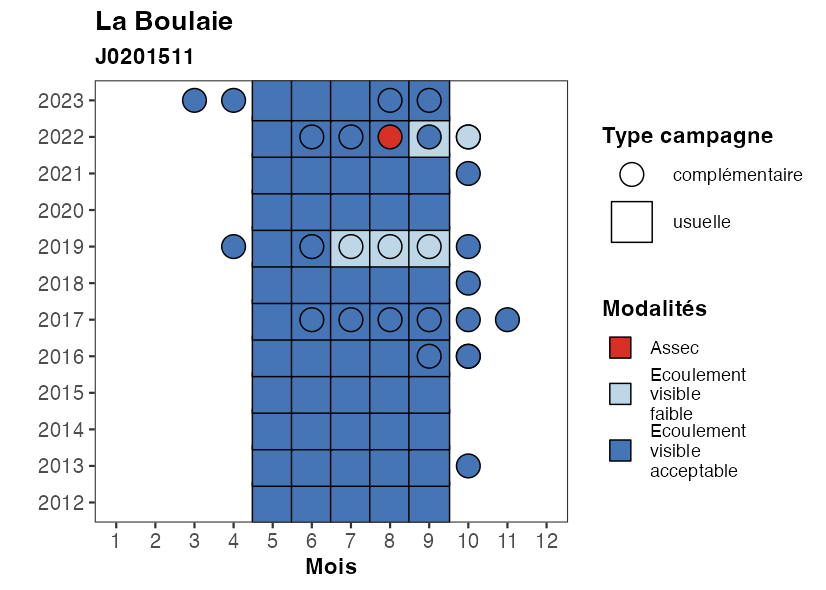 La Boulaie
J0201511
2023
2022
2021
2020
2019
2018
2017
2016
2015
2014
2013
2012
1 2 3 4 5 6 7 8 9 10 11 12
Mois
Type campagne
complémentaire
usuelle
Modalités
Assec
Ecoulement
visible
faible
Ecoulement
visible
acceptable